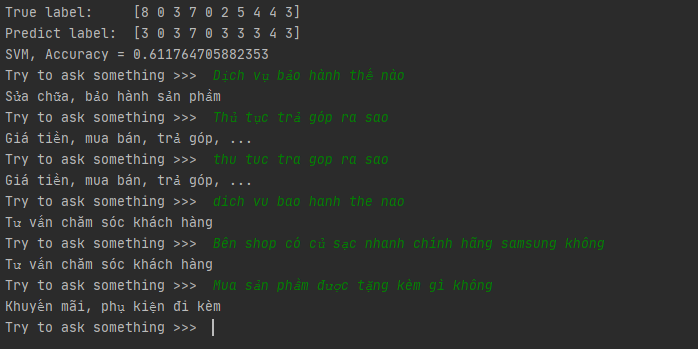 True label:     [8 0 3 7 0 2 5 4 4 3]
Predict label:  [3 0 3 7 0 3 3 3 4 3]
SVM, Accuracy = 0.611764705882353
Try to ask something >>>  Dịch vụ bảo hành thế nào
Sửa chữa, bảo hành sản phẩm
Try to ask something >>>  Thủ tục trả góp ra sao
Giá tiền, mua bán, trả góp, ...
Try to ask something >>>  thu tuc tra gop ra sao
Giá tiền, mua bán, trả góp, ...
Try to ask something >>>  dich vu bao hanh the nao
Tư vấn chăm sóc khách hàng
Try to ask something >>>  Bên shop có củ sạc nhanh chính hãng samsung không
Tư vấn chăm sóc khách hàng
Try to ask something >>>  Mua sản phẩm được tặng kèm gì không
Khuyến mãi, phụ kiện đi kèm
Try to ask something >>>